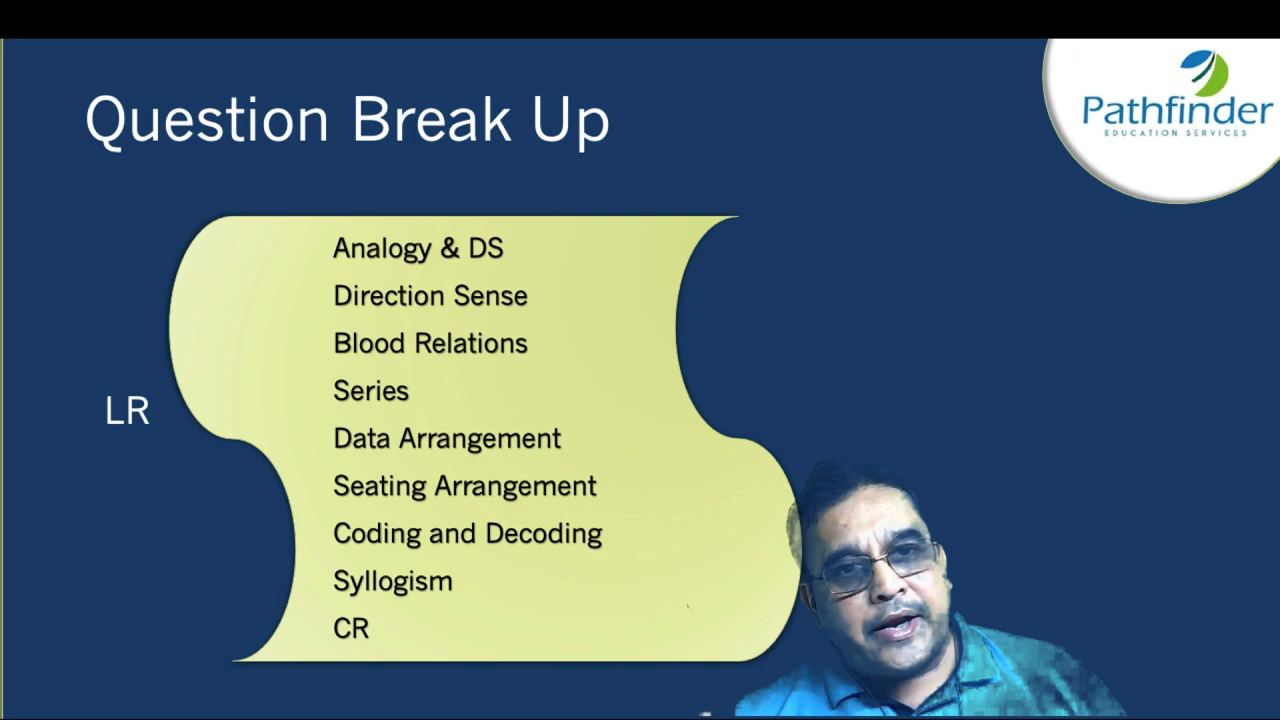 Pathfinder
EDUCATION SERVICES
Question Break Up
LR
Analogy & DS
Direction Sense
Blood Relations
Series
Data Arrangement
Seating Arrangement
Coding and Decoding
Syllogism
CR